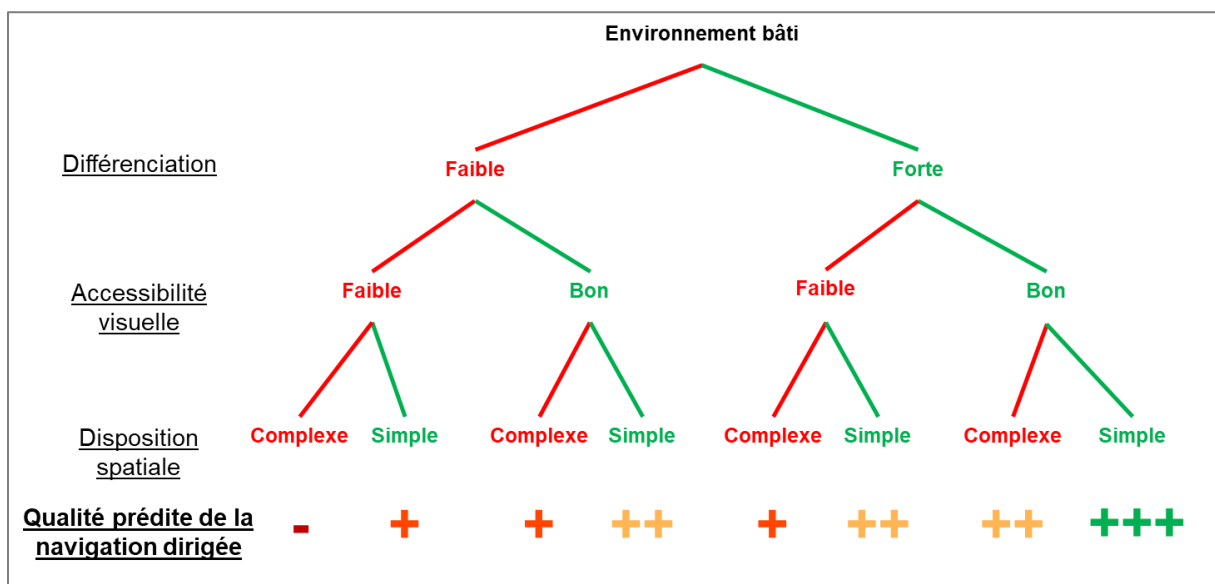 Environnement bâti
Différenciation
Faible
Forte
Accessibilité
visuelle
Faible
Bon
Faible
Bon
Disposition
spatiale
Complexe
Simple
Complexe
Simple
Complexe
Simple
Complexe
Simple
Qualité prédite de la
navigation dirigée
-
+
+
++
+
++
++
+++